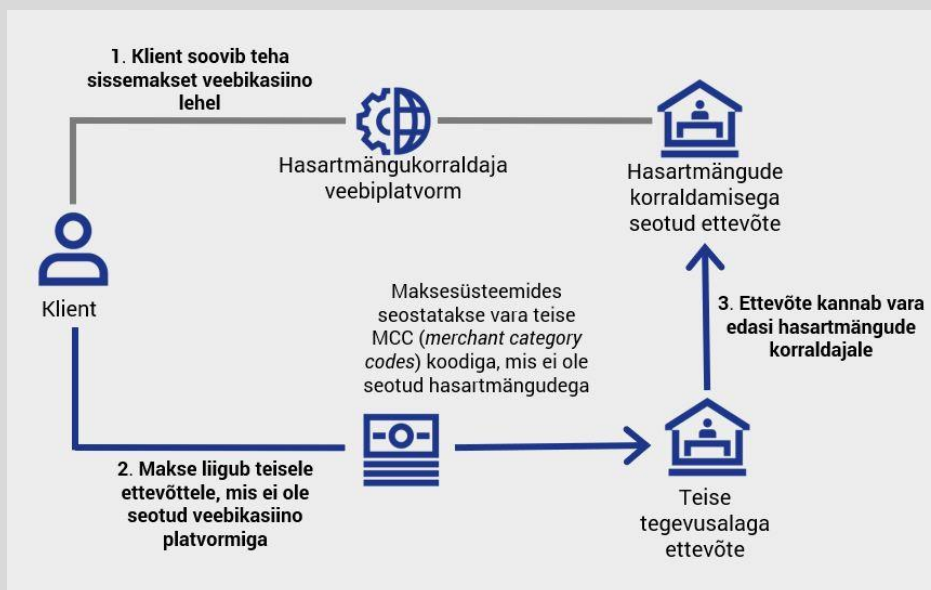 1. Klient soovib teha
sissemakset veebikasiino
lehel
Hasartmängukorraldaja
veebiplatvorm
Hasartmängude
korraldamisega
seotud ettevõte
Klient
Maksesüsteemides
seostatakse vara teise
MCC (merchant category
codes) koodiga, mis ei ole
seotud hasartmängudega
3. Ettevõte kannab vara
edasi hasartmängude
korraldajale
2. Makse liigub teisele
ettevõttele, mis ei ole
seotud veebikasiino
platvormiga
Teise
tegevusalaga
ettevõte